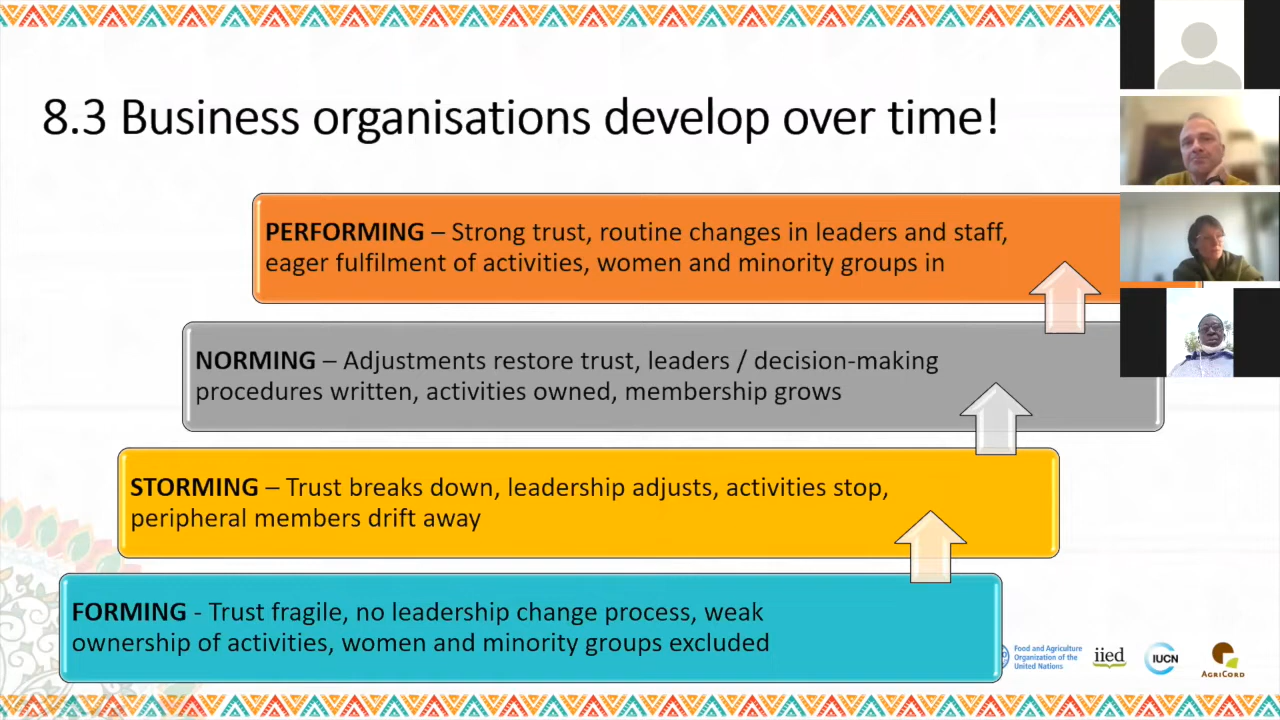 8.3 Business organisations develop over time!
PERFORMING – Strong trust, routine changes in leaders and staff,
eager fulfilment of activities, women and minority groups in
NORMING – Adjustments restore trust, leaders / decision-making
procedures written, activities owned, membership grows
STORMING – Trust breaks down, leadership adjusts, activities stop,
peripheral members drift away
FORMING - Trust fragile, no leadership change process, weak
ownership of activities, women and minority groups excluded
Food and Agriculture
Organization of the
United Nations
iied
IUCN
AGRICORD